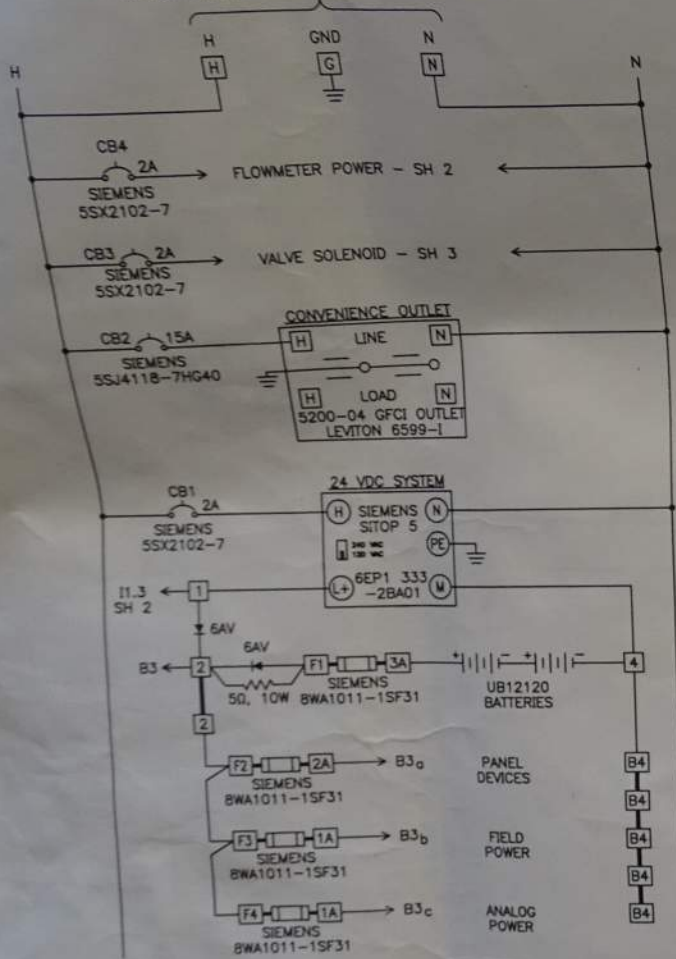 H GND N
H H G N N
CB4 2A FLOWMETER POWER - SH 2
SIEMENS
5SX2102-7
CB3 2A VALVE SOLENOID - SH 3
SIEMENS
5SX2102-7
CONVENIENCE OUTLET
CB2 15A H LINE N
SIEMENS
5SJ4118-7HG40
H LOAD N
5200-04 GFCI OUTLET
LEVITON 6599-I
24 VDC SYSTEM
CB1 2A H SIEMENS N
SITOP 5
SIEMENS
5SX2102-7
240 VAC PE
120 VAC
I1.3 1 L+ 6EP1 333 M
SH 2 -2BA01
6AV
6AV
B3 2 F1 3A + - + - 4
5Ω, 10W SIEMENS
8WA1011-1SF31
UB12120
BATTERIES
2
F2 2A B3a PANEL B4
DEVICES
SIEMENS B4
8WA1011-1SF31
F3 1A B3b FIELD B4
POWER
SIEMENS B4
8WA1011-1SF31
F4 1A B3c ANALOG B4
POWER
SIEMENS
8WA1011-1SF31